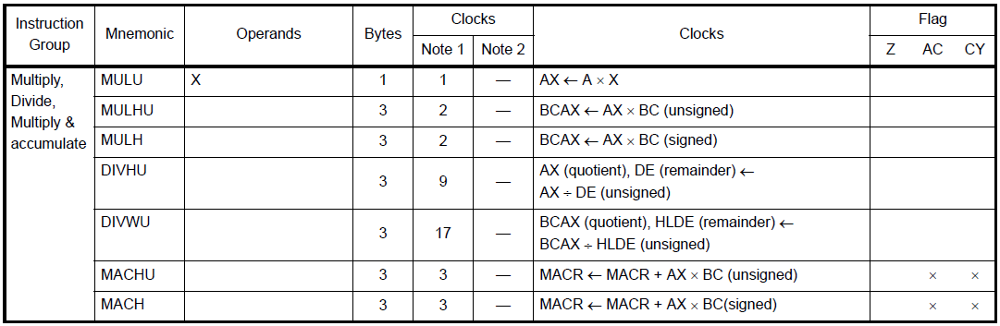 Instruction Group Mnemonic Operands Bytes Clocks Clocks Flag
Note 1 Note 2 Z AC CY
Multiply, Divide, Multiply & accumulate
MULU X 1 1 — AX ← A × X
MULHU 3 2 — BCAX ← AX × BC (unsigned)
MULH 3 2 — BCAX ← AX × BC (signed)
DIVHU 3 9 — AX (quotient), DE (remainder) ←
AX ÷ DE (unsigned)
DIVWU 3 17 — BCAX (quotient), HLDE (remainder) ←
BCAX ÷ HLDE (unsigned)
MACHU 3 3 — MACR ← MACR + AX × BC (unsigned) × ×
MACH 3 3 — MACR ← MACR + AX × BC(signed) × ×